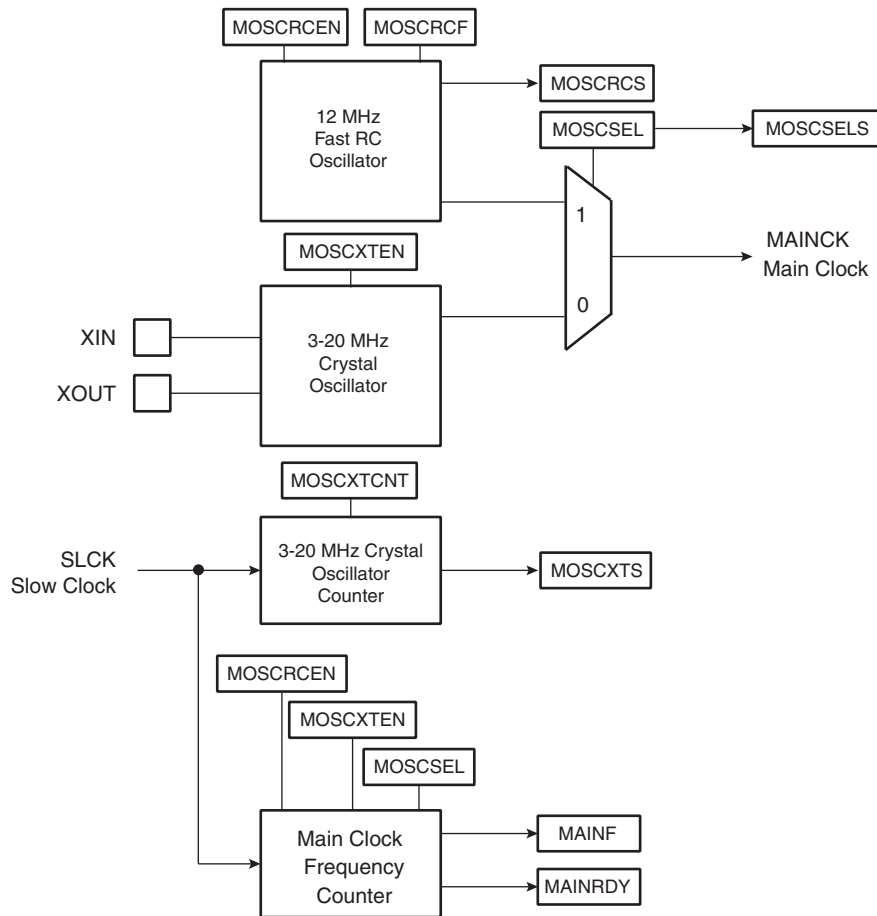 MOSCRCEN
MOSCRCF
12 MHz
Fast RC
Oscillator
MOSCRCS
MOSCSEL
MOSCSELS
1
0
MAINCK
Main Clock
MOSCXTEN
XIN
XOUT
3-20 MHz
Crystal
Oscillator
MOSCXTCNT
SLCK
Slow Clock
3-20 MHz Crystal
Oscillator
Counter
MOSCXTS
MOSCRCEN
MOSCXTEN
MOSCSEL
Main Clock
Frequency
Counter
MAINF
MAINRDY